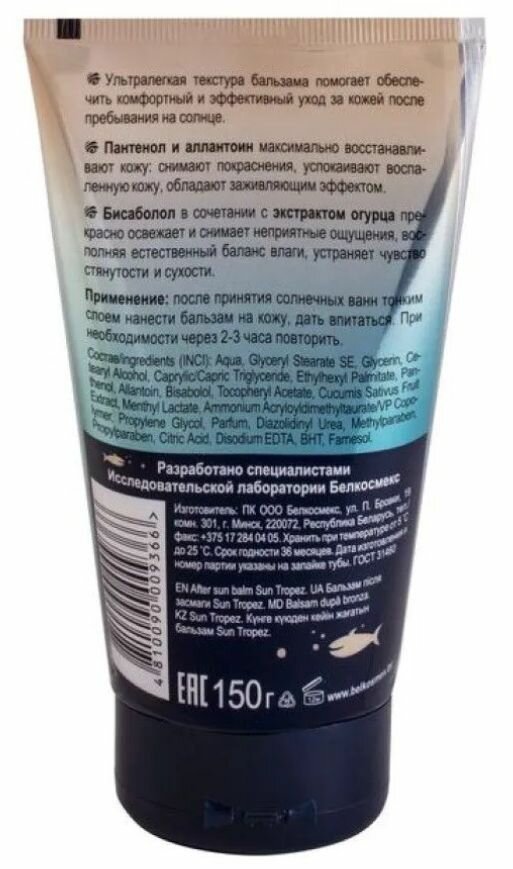 Ультралегкая текстура бальзама помогает обеспе-
чить комфортный и эффективный уход за кожей после
пребывания на солнце.
Пантенол и аллантоин максимально восстанавли-
вают кожу: снимают покраснения, успокаивают воспа-
ленную кожу, обладают заживляющим эффектом.
Бисаболол в сочетании с экстрактом огурца пре-
красно освежает и снимает неприятные ощущения, вос-
полняя естественный баланс влаги, устраняет чувство
стянутости и сухости.
Применение: после принятия солнечных ванн тонким
слоем нанести бальзам на кожу, дать впитаться. При
необходимости через 2-3 часа повторить.
Состав/Ingredients (INCI): Aqua, Glyceryl Stearate SE, Glycerin, Ce-
tearyl Alcohol, Caprylic/Capric Triglyceride, Ethylhexyl Palmitate, Pan-
thenol, Allantoin, Bisabolol, Tocopheryl Acetate, Cucumis Sativus Fruit
Extract, Menthyl Lactate, Ammonium Acryloyldimethyltaurate/VP Copo-
lymer, Propylene Glycol, Parfum, Diazolidinyl Urea, Methylparaben,
Propylparaben, Citric Acid, Disodium EDTA, BHT, Farnesol.
Разработано специалистами
Исследовательской лаборатории Белкосмекс
Изготовитель: ПК ООО Белкосмекс, ул. П. Бровки, 19
комн. 301, г. Минск, 220072, Республика Беларусь, тел./
факс: +375 17 284 04 05. Хранить при температуре от 5°C
до 25°C. Срок годности 36 месяцев. Дата изготовления и
номер партии указаны на запайке тубы. ГОСТ 31460
EN After sun balm Sun Tropez. UA Бальзам після
засмаги Sun Tropez. MD Balsam după bronza.
KZ Sun Tropez. Күнге күюден кейін жағатын
бальзам Sun Tropez.
4 810090 009366 >
EAC 150 г 12м www.belkosmex.